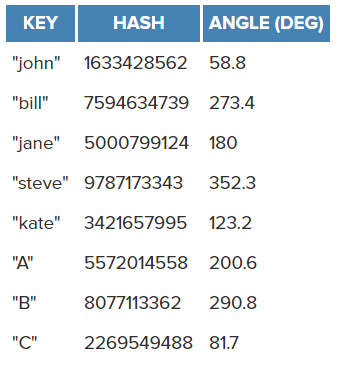 KEY HASH ANGLE (DEG)
"john" 1633428562 58.8
"bill" 7594634739 273.4
"jane" 5000799124 180
"steve" 9787173343 352.3
"kate" 3421657995 123.2
"A" 5572014558 200.6
"B" 8077113362 290.8
"C" 2269549488 81.7